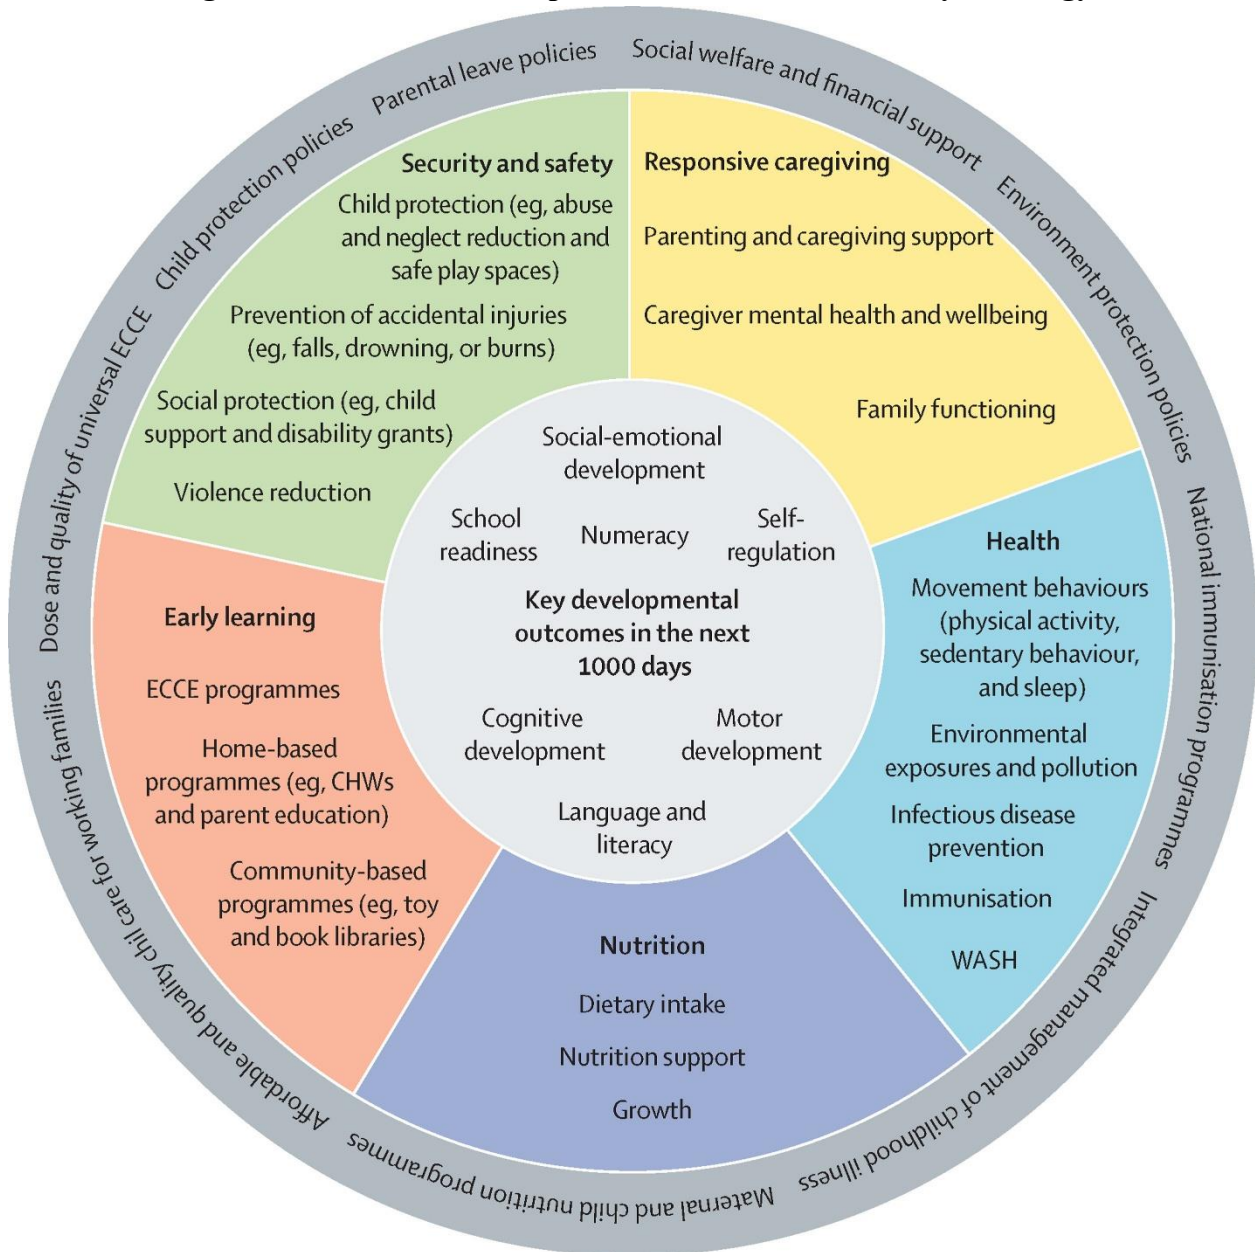 Parental leave policies
Social welfare and financial support
Environment protection policies
National immunisation programmes
Integrated management of childhood illness
Maternal and child nutrition programmes
Affordable and quality chil care for working families
Dose and quality of universal ECCE
Child protection policies
Security and safety
Child protection (eg, abuse
and neglect reduction and
safe play spaces)
Prevention of accidental injuries
(eg, falls, drowning, or burns)
Social protection (eg, child
support and disability grants)
Violence reduction
Responsive caregiving
Parenting and caregiving support
Caregiver mental health and wellbeing
Family functioning
Health
Movement behaviours
(physical activity,
sedentary behaviour,
and sleep)
Environmental
exposures and pollution
Infectious disease
prevention
Immunisation
WASH
Nutrition
Dietary intake
Nutrition support
Growth
Early learning
ECCE programmes
Home-based
programmes (eg, CHWs
and parent education)
Community-based
programmes (eg, toy
and book libraries)
Social-emotional
development
School
readiness
Numeracy
Self-
regulation
Key developmental
outcomes in the next
1000 days
Cognitive
development
Motor
development
Language and
literacy